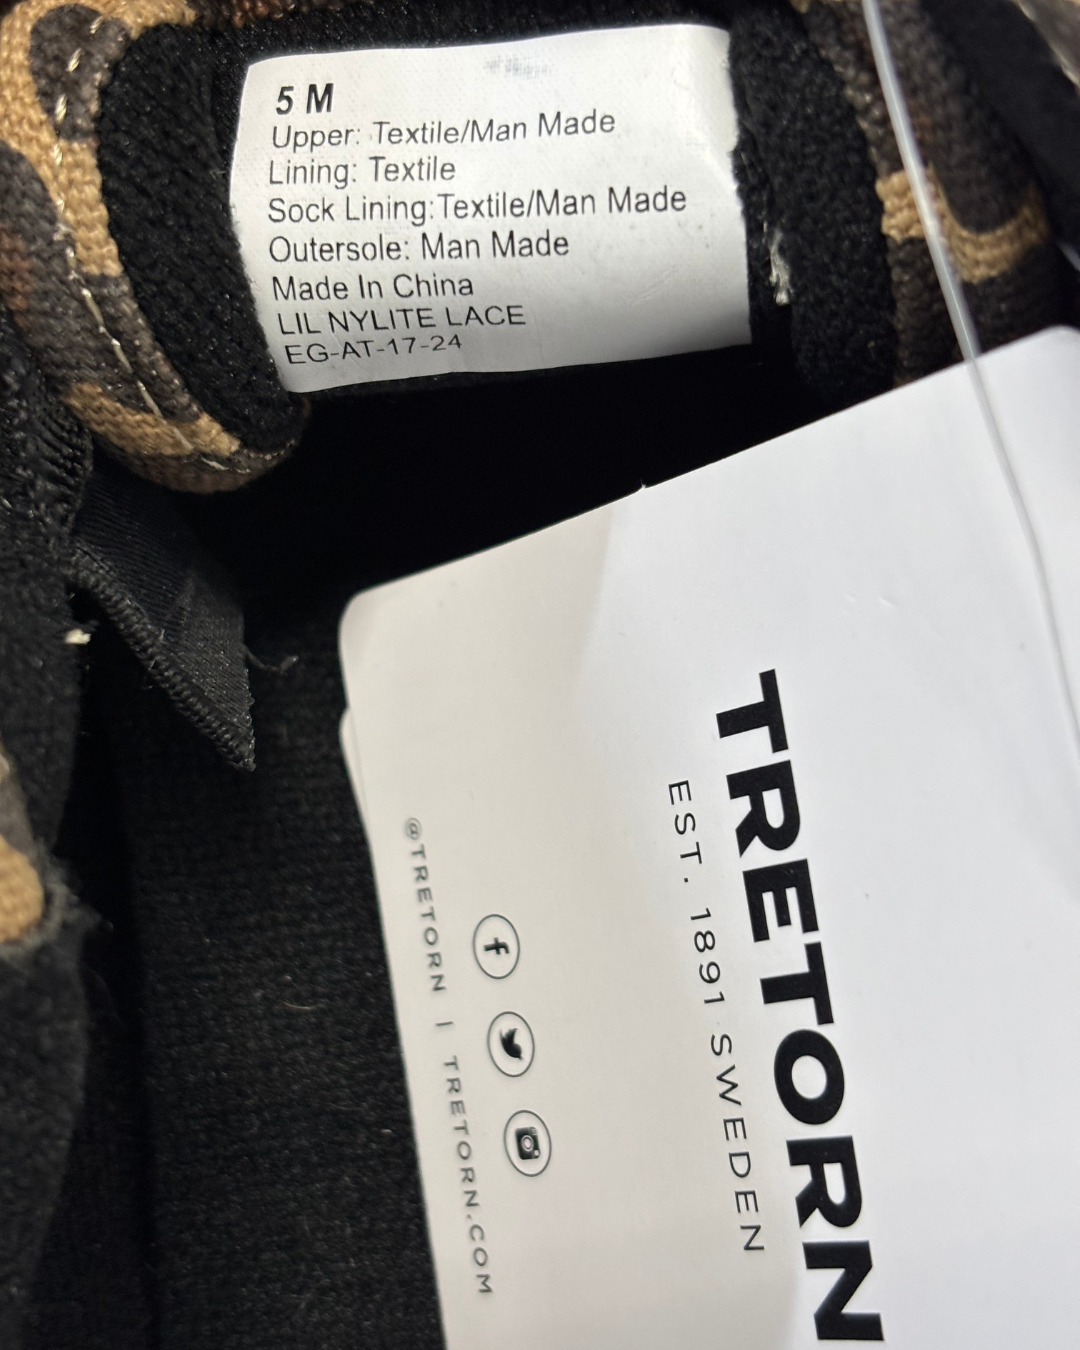 5 M
Upper: Textile/Man Made
Lining: Textile
Sock Lining:Textile/Man Made
Outersole: Man Made
Made In China
LIL NYLITE LACE
EG-AT-17-24
TRETORN
EST. 1891 SWEDEN
@TRETORN | TRETORN.COM